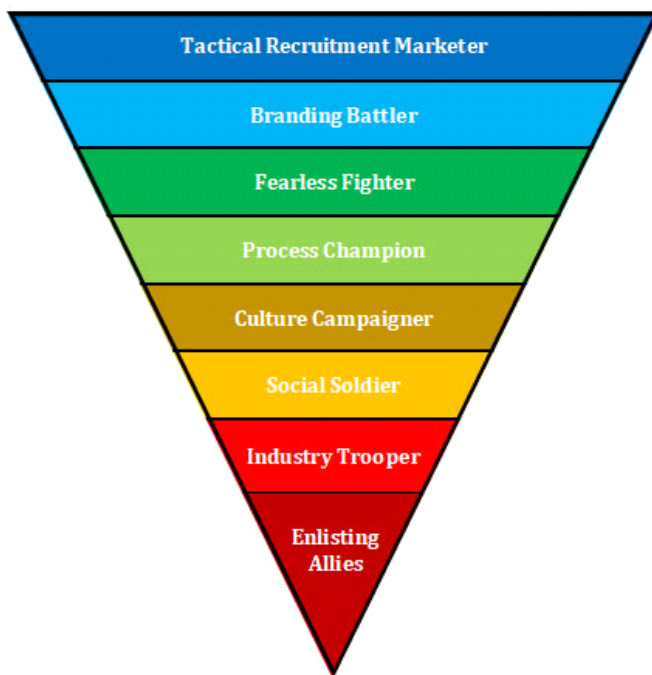 Tactical Recruitment Marketer
Branding Battler
Fearless Fighter
Process Champion
Culture Campaigner
Social Soldier
Industry Trooper
Enlisting
Allies